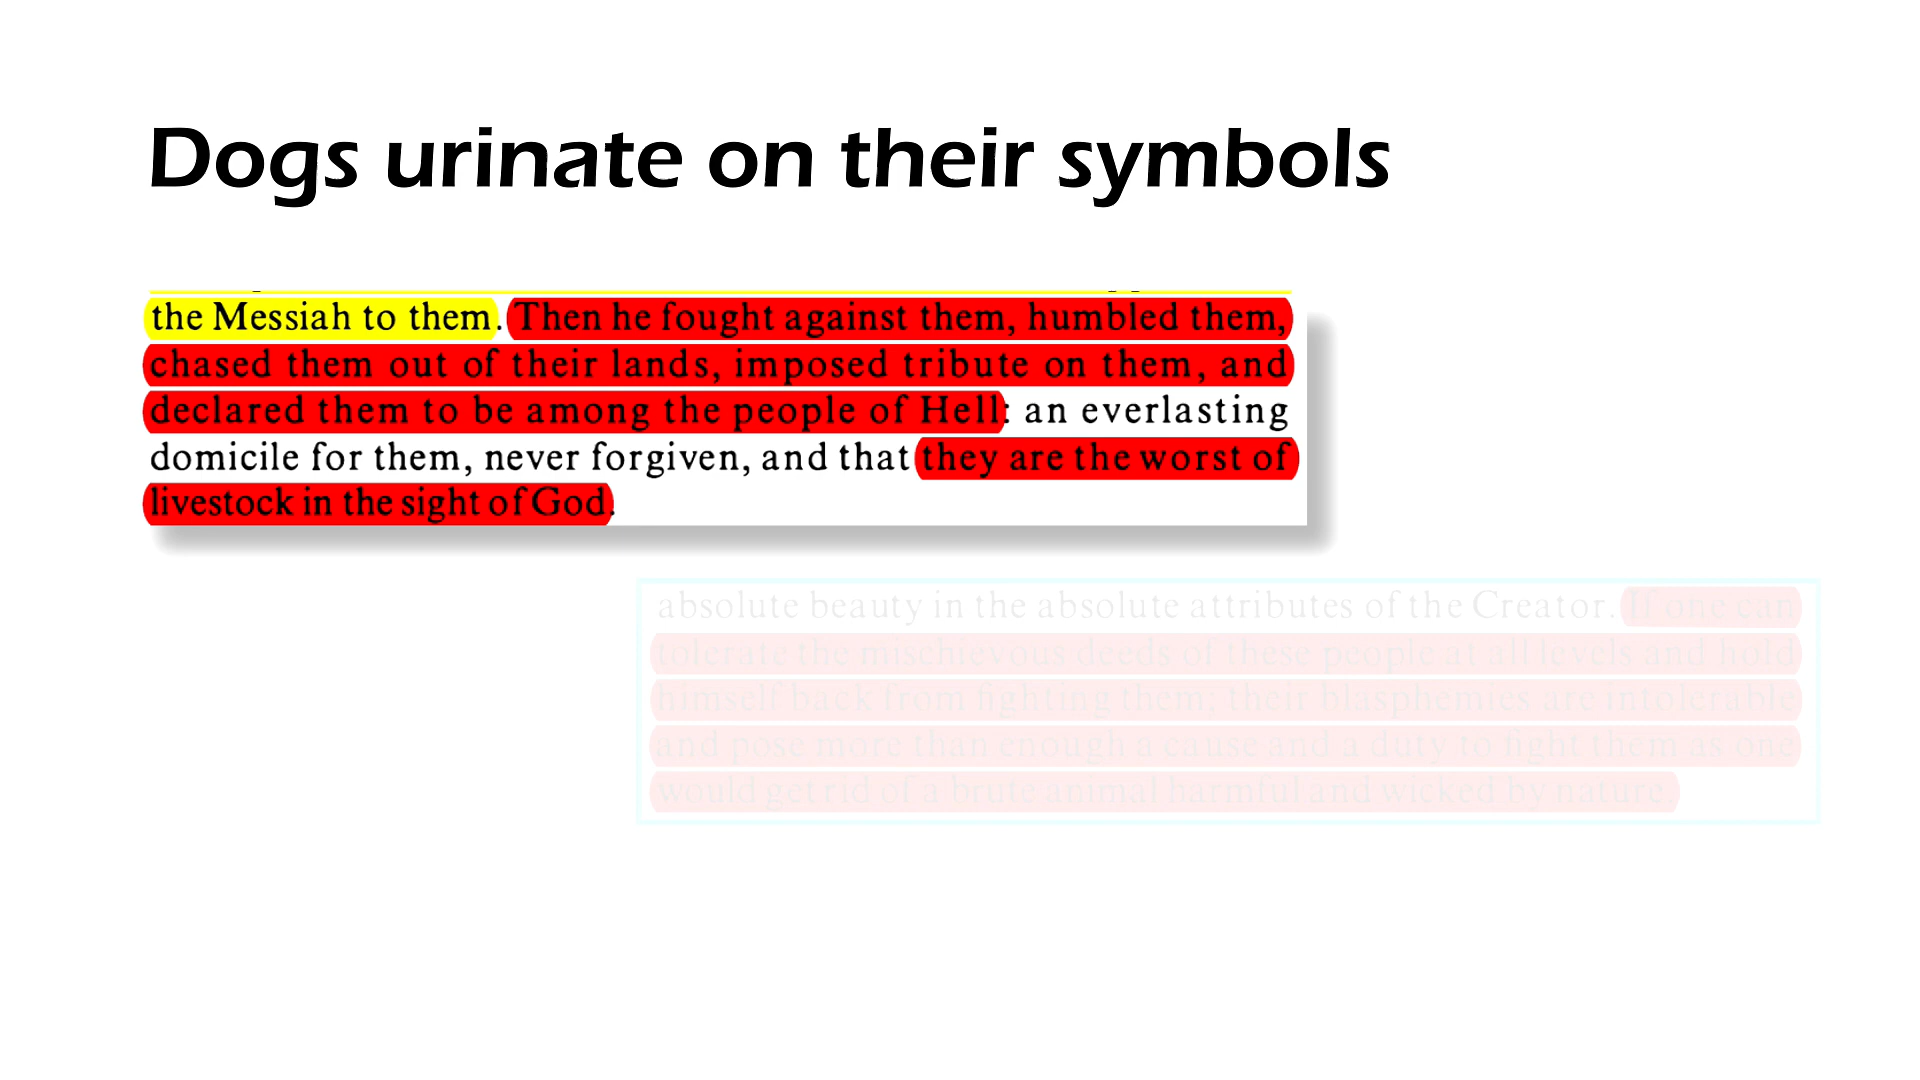 Dogs urinate on their symbols
the Messiah to them. Then he fought against them, humbled them,
chased them out of their lands, imposed tribute on them, and
declared them to be among the people of Hell: an everlasting
domicile for them, never forgiven, and that they are the worst of
livestock in the sight of God.
absolute beauty in the absolute attributes of the Creator. If one can
tolerate the mischievous deeds of these people at all levels and hold
himself back from fighting them; their blasphemies are intolerable
and pose more than enough a cause and a duty to fight them as one
would get rid of a brute animal harmful and wicked by nature.